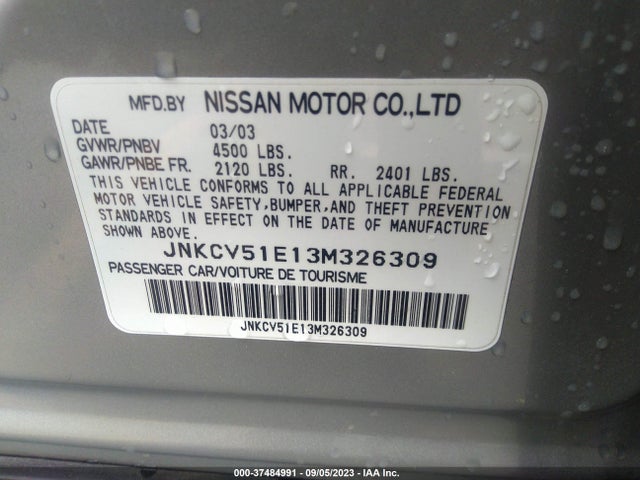 MFD.BY NISSAN MOTOR CO.,LTD
DATE 03/03
GVWR/PNBV 4500 LBS.
GAWR/PNBE FR. 2120 LBS. RR. 2401 LBS.
THIS VEHICLE CONFORMS TO ALL APPLICABLE FEDERAL
MOTOR VEHICLE SAFETY,BUMPER,AND THEFT PREVENTION
STANDARDS IN EFFECT ON THE DATE OF MANUFACTURE
SHOWN ABOVE.
JNKCV51E13M326309
PASSENGER CAR/VOITURE DE TOURISME
JNKCV51E13M326309
000-37484991 - 09/05/2023 - IAA Inc.